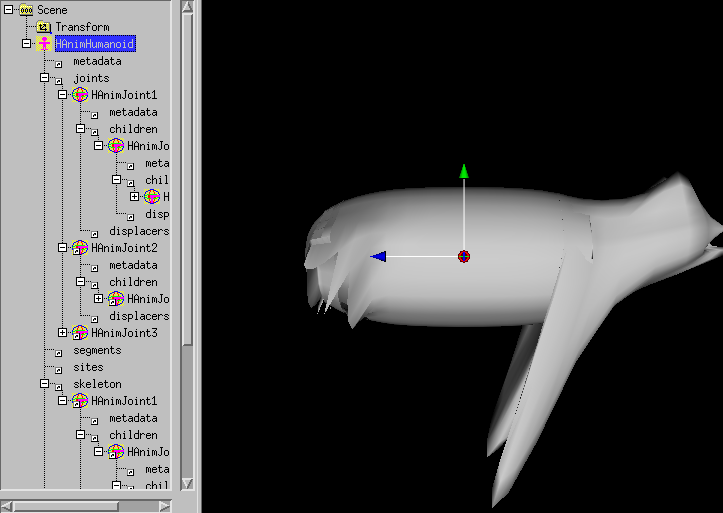 Scene
Transform
HAnimHumanoid
metadata
joints
HAnimJoint1
metadata
children
HAnimJo
meta
chil
H
disp
displacers
HAnimJoint2
metadata
children
HAnimJo
displacers
HAnimJoint3
segments
sites
skeleton
HAnimJoint1
metadata
children
HAnimJo
meta
chil